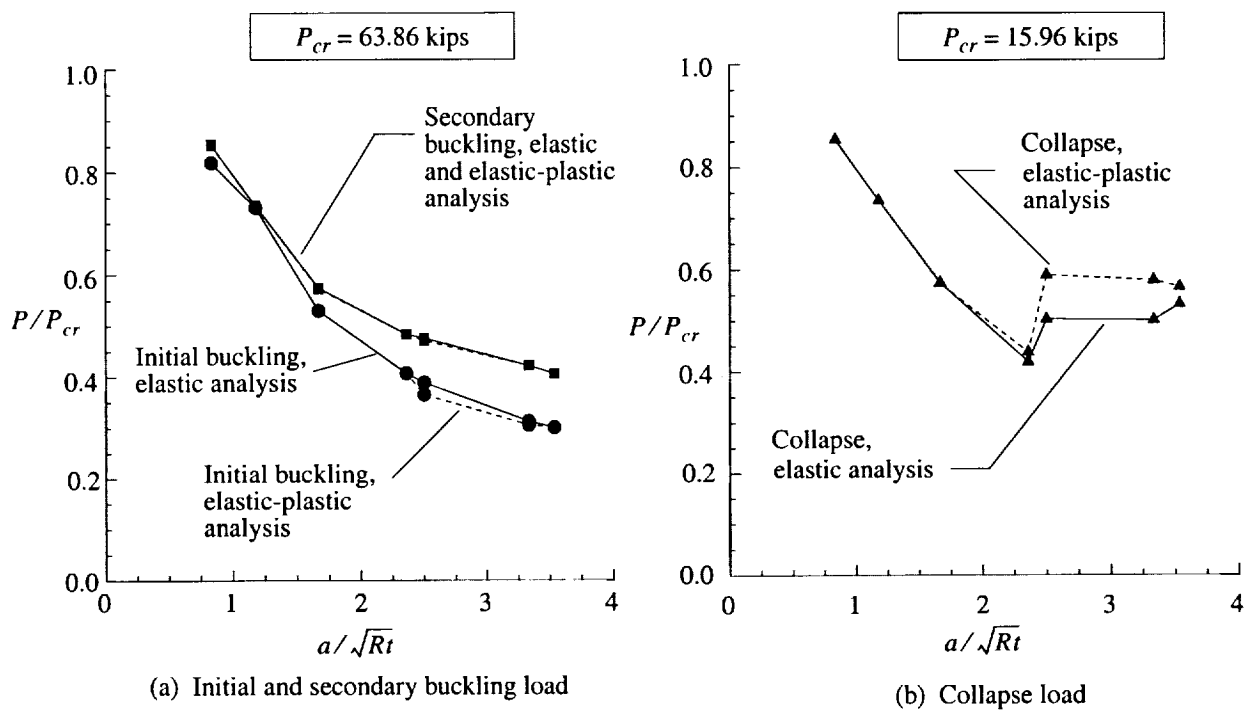 P_cr = 63.86 kips
1.0
0.8
0.6
0.4
0.2
0.0
P/P_cr
Secondary
buckling, elastic
and elastic-plastic
analysis
Initial buckling,
elastic analysis
Initial buckling,
elastic-plastic
analysis
0 1 2 3 4
a/√Rt
(a) Initial and secondary buckling load
P_cr = 15.96 kips
1.0
0.8
0.6
0.4
0.2
0.0
P/P_cr
Collapse,
elastic-plastic
analysis
Collapse,
elastic analysis
0 1 2 3 4
a/√Rt
(b) Collapse load